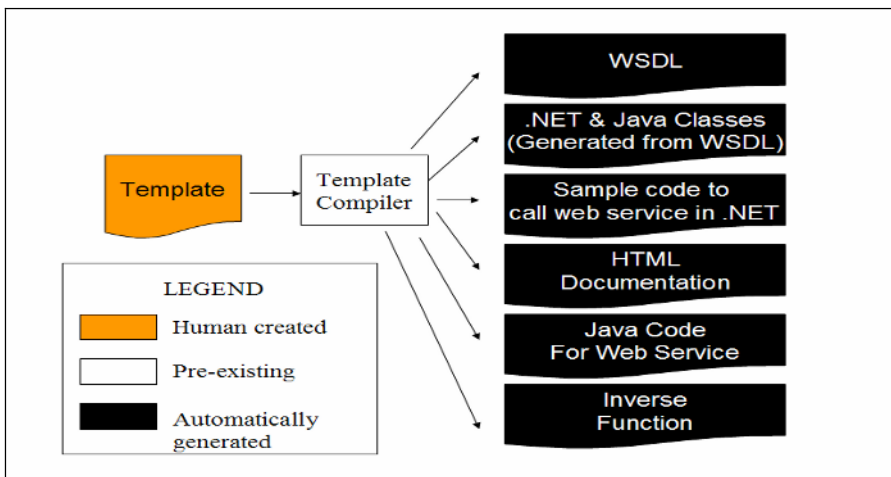 WSDL
.NET & Java Classes
(Generated from WSDL)
Template
Template
Compiler
Sample code to
call web service in .NET
HTML
Documentation
LEGEND
Human created
Pre-existing
Automatically
generated
Java Code
For Web Service
Inverse
Function